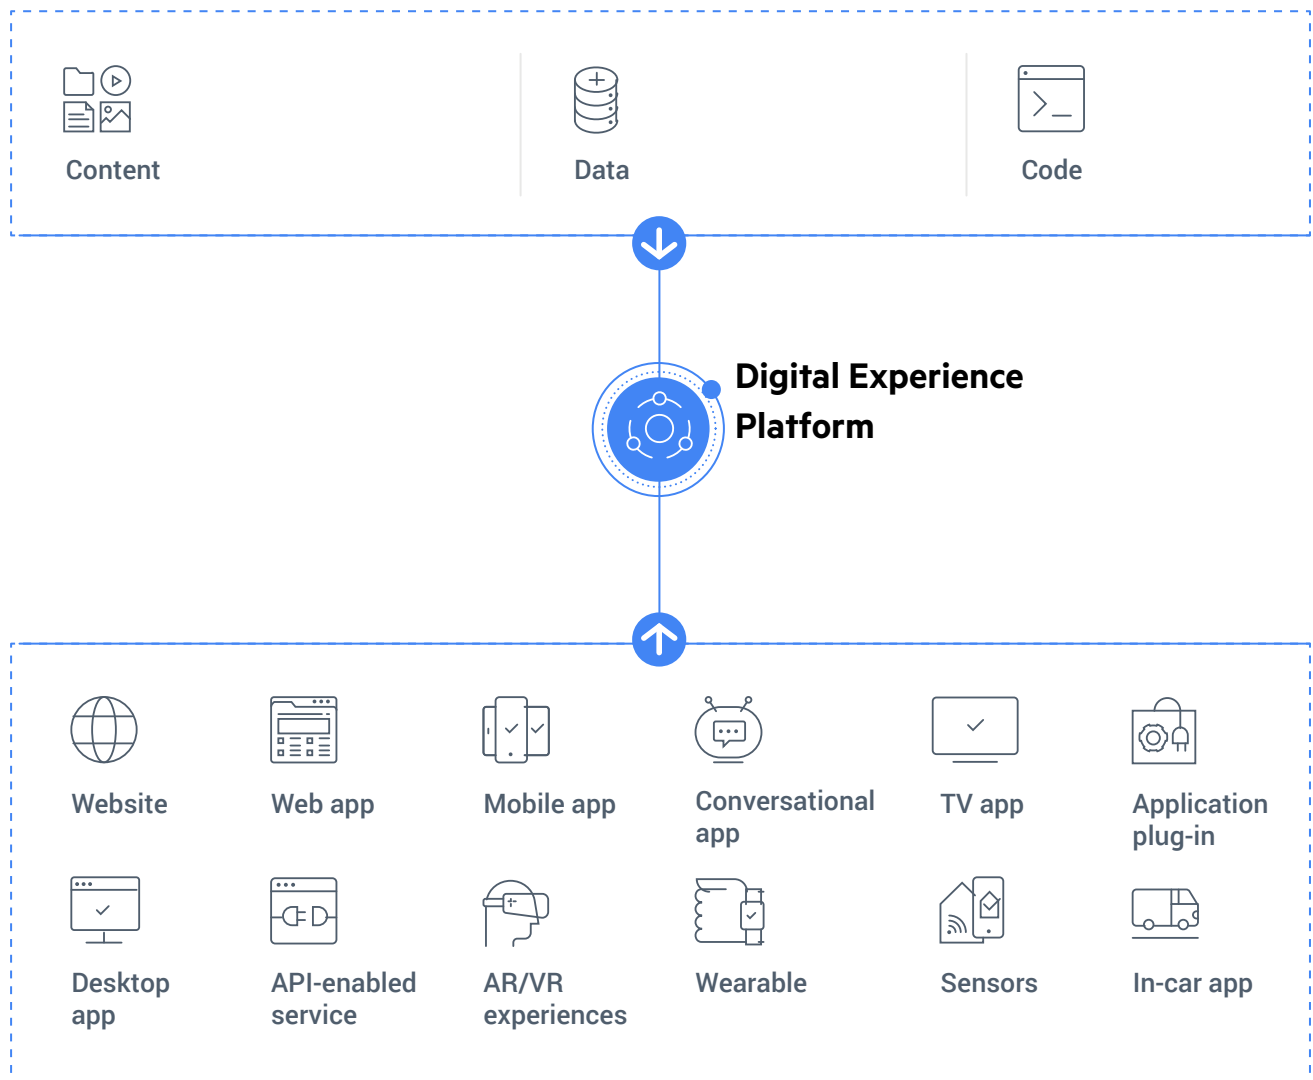 Content
Data
Code
Digital Experience
Platform
Website
Web app
Mobile app
Conversational
app
TV app
Application
plug-in
Desktop
app
API-enabled
service
AR/VR
experiences
Wearable
Sensors
In-car app